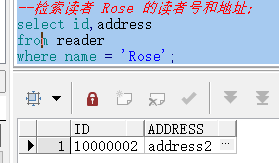 --检索读者 Rose 的读者号和地址;
select id,address
from reader
where name = 'Rose';
ID ADDRESS
1 10000002 address2 ...